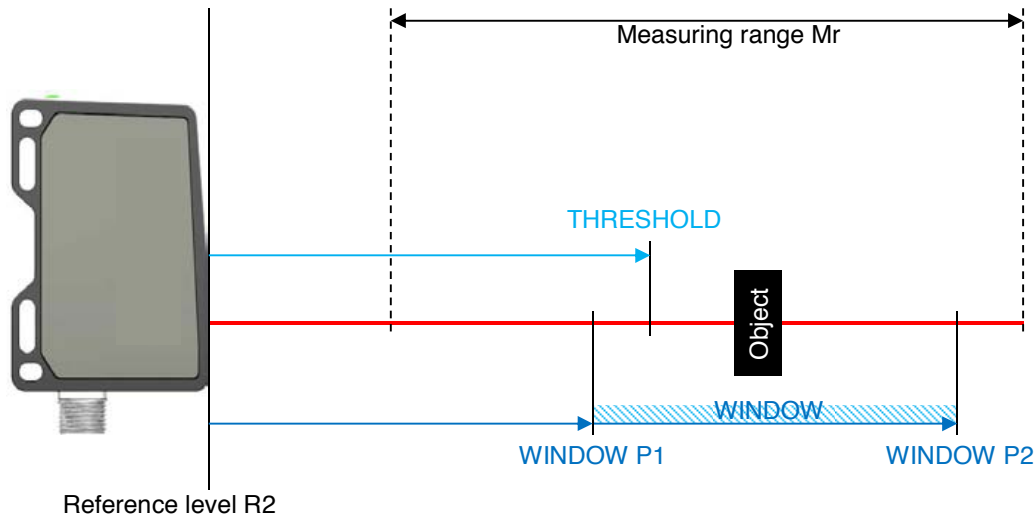 Measuring range Mr
THRESHOLD
Object
WINDOW
WINDOW P1
WINDOW P2
Reference level R2